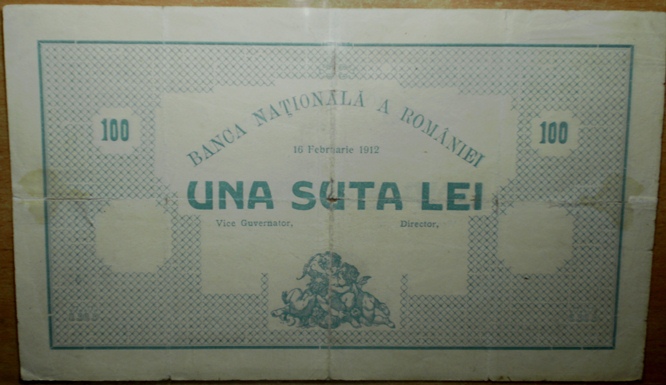 BANCA NAȚIONALĂ A ROMÂNIEI
100
100
16 Februarie 1912
UNA SUTA LEI
Vice Guvernator,
Director,